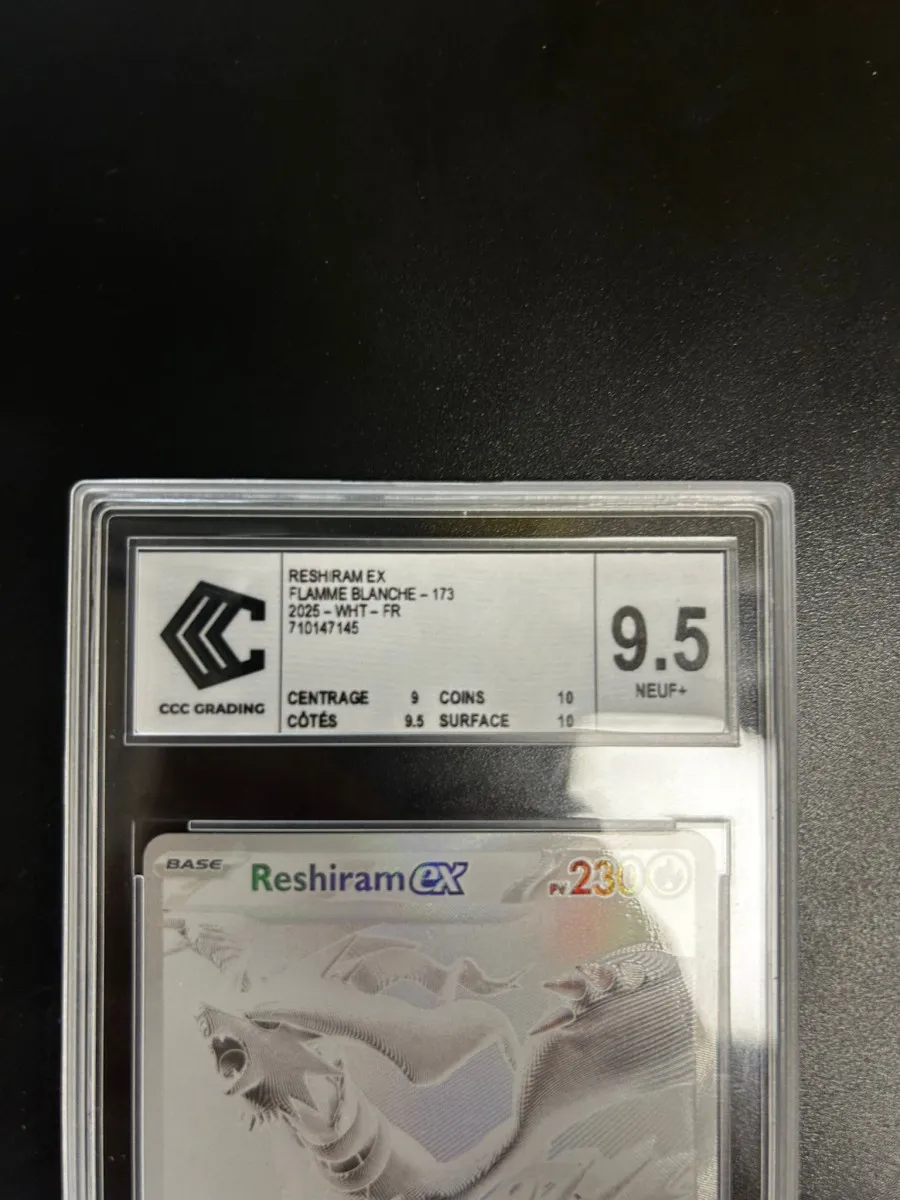 RESHIRAM EX
FLAMME BLANCHE – 173
2025 – WHT – FR
710147145
CCC GRADING
CENTRAGE 9 COINS 10
CÔTÉS 9.5 SURFACE 10
9.5
NEUF+
BASE Reshiram ex PV 230